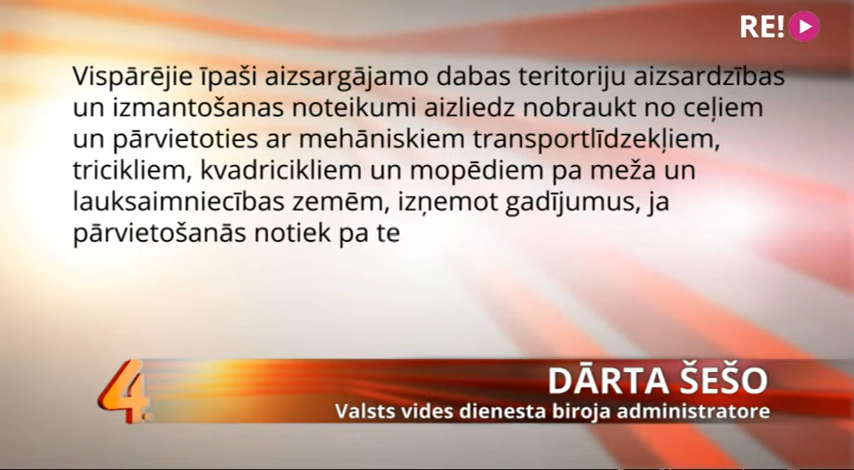 RE!
Vispārējie īpaši aizsargājamo dabas teritoriju aizsardzības
un izmantošanas noteikumi aizliedz nobraukt no ceļiem
un pārvietoties ar mehāniskiem transportlīdzekļiem,
tricikliem, kvadricikliem un mopēdiem pa meža un
lauksaimniecības zemēm, izņemot gadījumus, ja
pārvietošanās notiek pa te
4.
DĀRTA ŠEŠO
Valsts vides dienesta biroja administratore